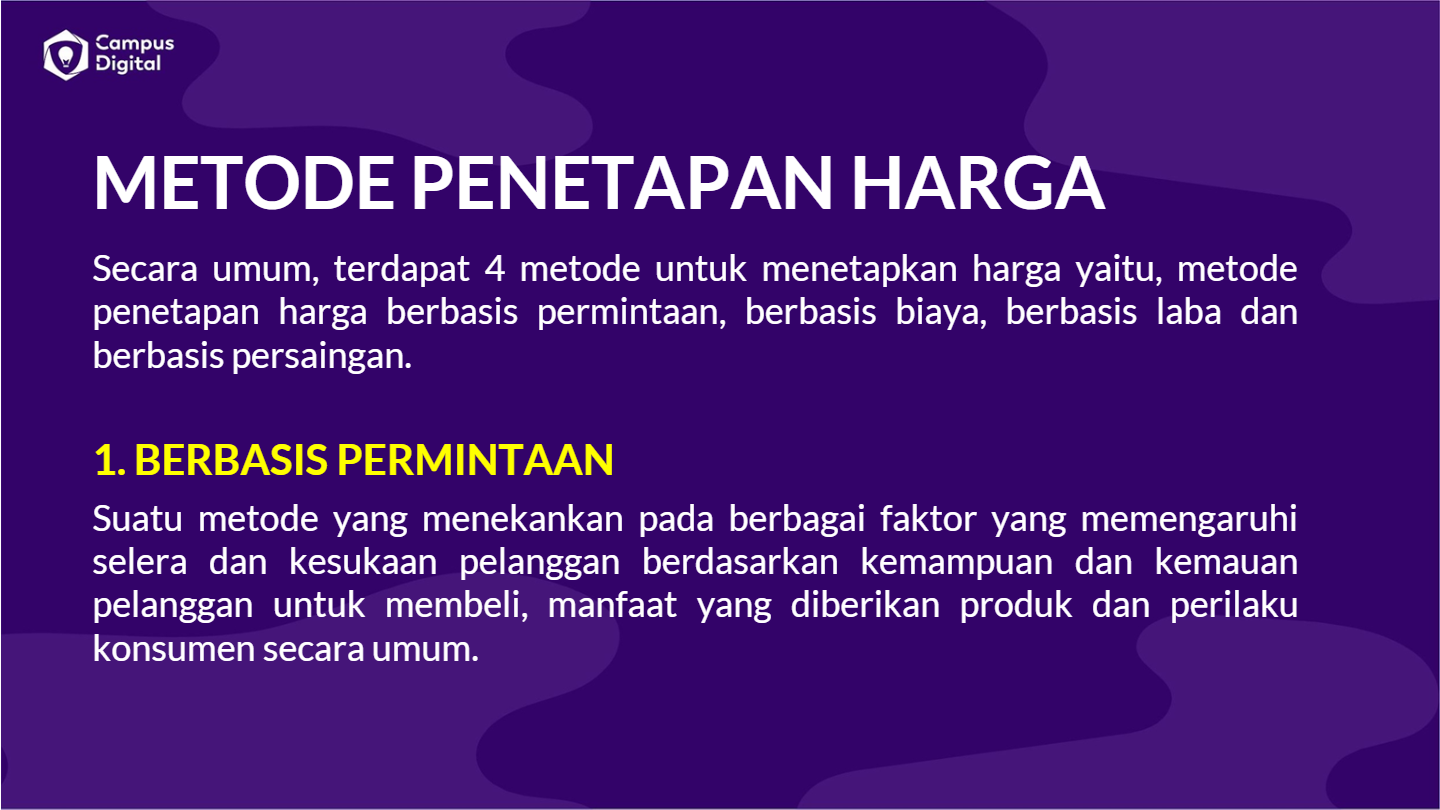 Campus
Digital
METODE PENETAPAN HARGA
Secara umum, terdapat 4 metode untuk menetapkan harga yaitu, metode
penetapan harga berbasis permintaan, berbasis biaya, berbasis laba dan
berbasis persaingan.
1. BERBASIS PERMINTAAN
Suatu metode yang menekankan pada berbagai faktor yang memengaruhi
selera dan kesukaan pelanggan berdasarkan kemampuan dan kemauan
pelanggan untuk membeli, manfaat yang diberikan produk dan perilaku
konsumen secara umum.